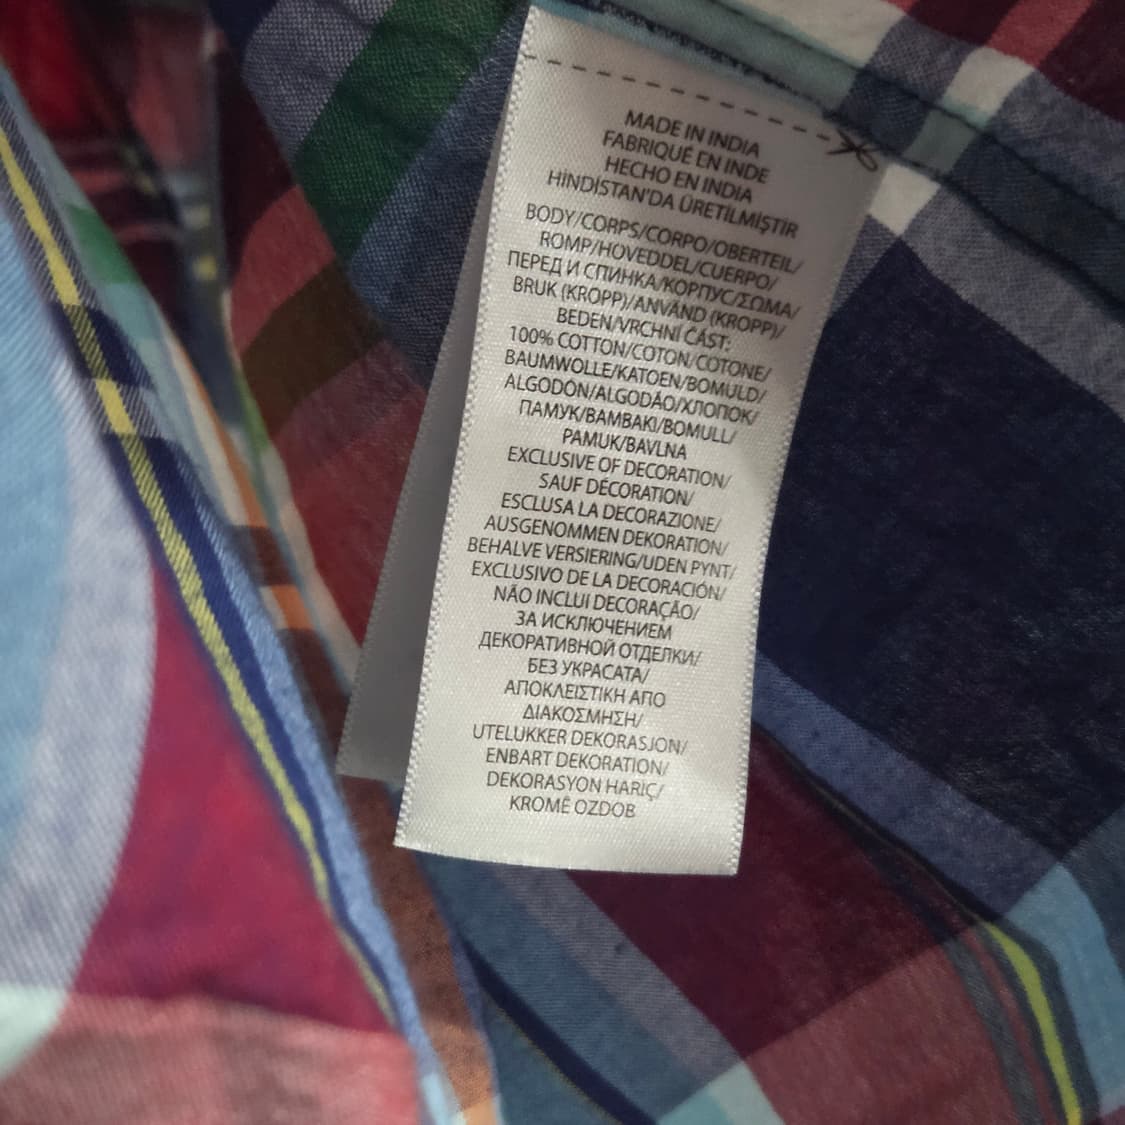 MADE IN INDIA
FABRIQUÉ EN INDE
HECHO EN INDIA
HİNDİSTAN'DA ÜRETİLMİŞTİR
BODY/CORPS/CORPO/OBERTEIL/
ROMP/HOVEDDEL/CUERPO/
ПЕРЕД И СПИНКА/КОРПУС/ΣΩΜΑ/
BRUK (KROPP)/ANVÄND (KROPP)/
BEDEN/VRCHNÍ ČÁST:
100% COTTON/COTON/COTONE/
BAUMWOLLE/KATOEN/BOMULD/
ALGODÓN/ALGODÃO/ХЛОПОК/
ПАМУК/ΒΑΜΒΑΚΙ/BOMULL/
PAMUK/BAVLNA
EXCLUSIVE OF DECORATION/
SAUF DÉCORATION/
ESCLUSA LA DECORAZIONE/
AUSGENOMMEN DEKORATION/
BEHALVE VERSIERING/UDEN PYNT/
EXCLUSIVO DE LA DECORACIÓN/
NÃO INCLUI DECORAÇÃO/
ЗА ИСКЛЮЧЕНИЕМ
ДЕКОРАТИВНОЙ ОТДЕЛКИ/
БЕЗ УКРАСАТА/
ΑΠΟΚΛΕΙΣΤΙΚΗ ΑΠΟ
ΔΙΑΚΟΣΜΗΣΗ/
UTELUKKER DEKORASJON/
ENBART DEKORATION/
DEKORASYON HARİÇ/
KROMĚ OZDOB